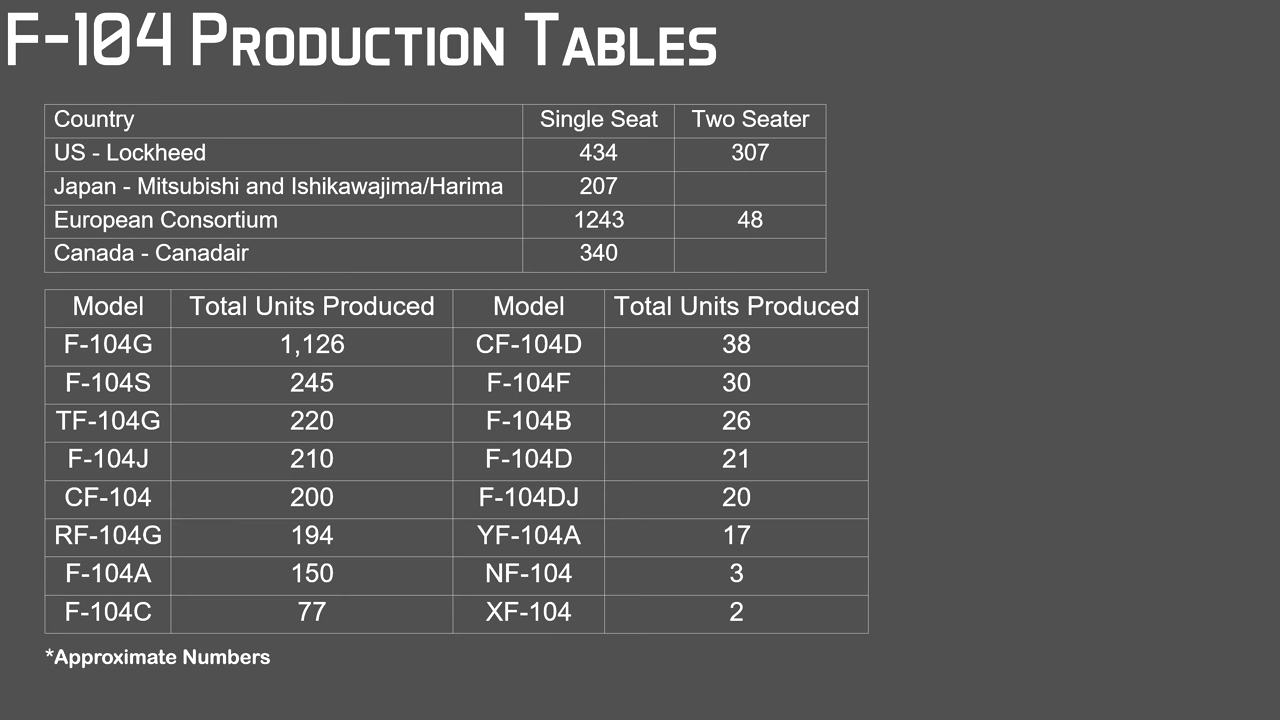 F-104 Production Tables
Country Single Seat Two Seater
US - Lockheed 434 307
Japan - Mitsubishi and Ishikawajima/Harima 207
European Consortium 1243 48
Canada - Canadair 340
Model Total Units Produced Model Total Units Produced
F-104G 1,126 CF-104D 38
F-104S 245 F-104F 30
TF-104G 220 F-104B 26
F-104J 210 F-104D 21
CF-104 200 F-104DJ 20
RF-104G 194 YF-104A 17
F-104A 150 NF-104 3
F-104C 77 XF-104 2
*Approximate Numbers